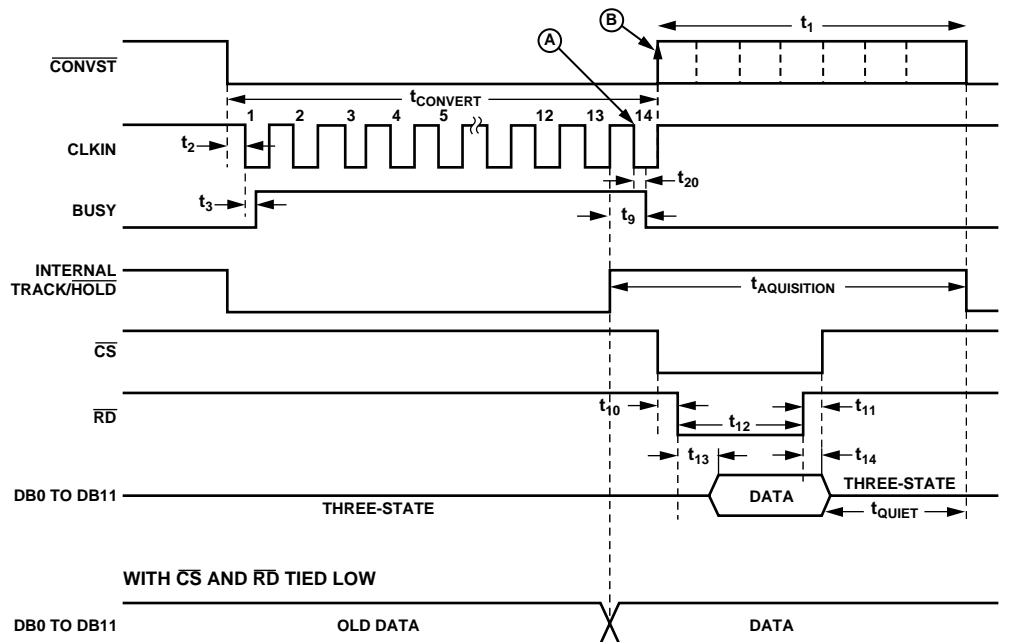 B
t1
A
CONVST
tCONVERT
1 2 3 4 5 12 13 14
CLKIN
t2
t20
t3
BUSY
t9
INTERNAL
TRACK/HOLD
tAQUISITION
CS
RD
t10
t11
t12
t13
t14
DB0 TO DB11
THREE-STATE
DATA
THREE-STATE
tQUIET
WITH CS AND RD TIED LOW
DB0 TO DB11
OLD DATA
DATA